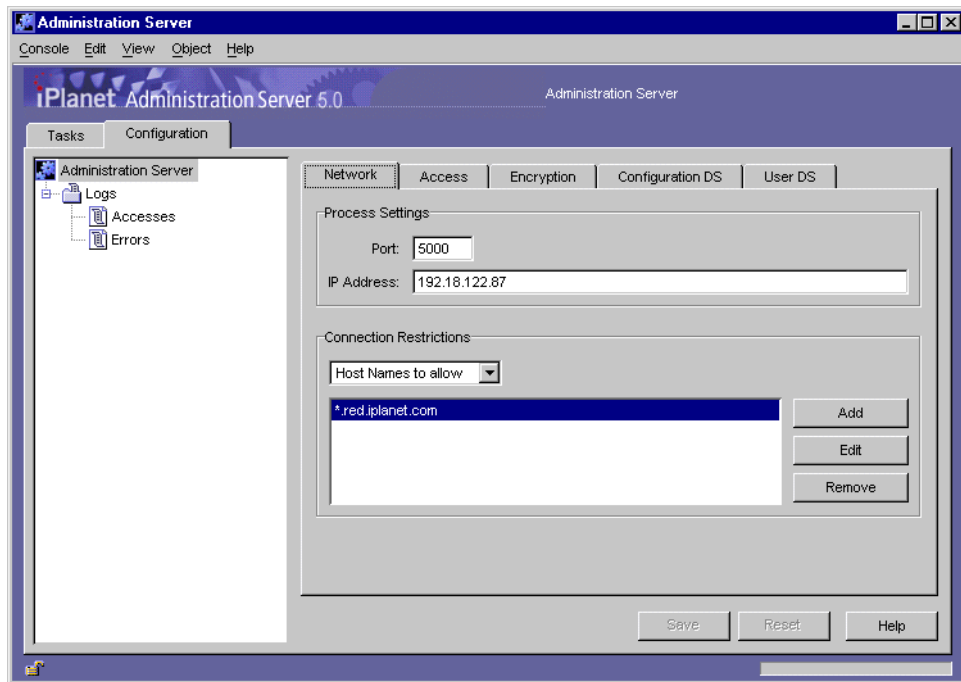 Administration Server
Console Edit View Object Help
iPlanet Administration Server 5.0 Administration Server
Tasks Configuration
Administration Server
Logs
Accesses
Errors
Network Access Encryption Configuration DS User DS
Process Settings
Port: 5000
IP Address: 192.18.122.87
Connection Restrictions
Host Names to allow
*.red.iplanet.com
Add
Edit
Remove
Save Reset Help